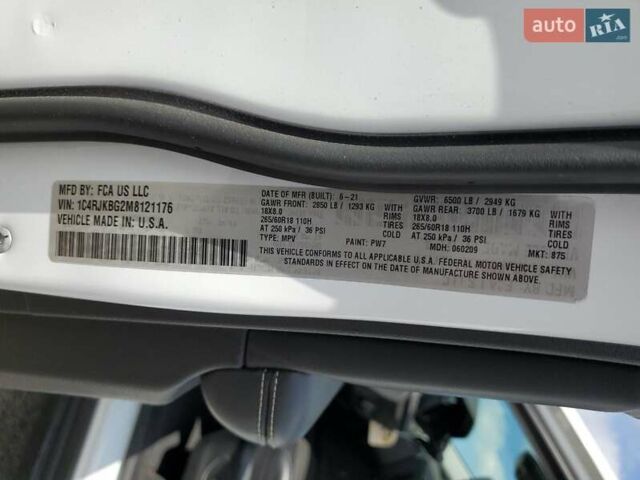 auto RIA
.com
MFD BY: FCA US LLC
VIN: 1C4RJKBG2M8121176
VEHICLE MADE IN: U.S.A.
DATE OF MFR (BUILT): 6-21
GAWR FRONT: 2850 LB / 1293 KG
18X8.0 RIMS
265/60R18 110H TIRES
AT 250 kPa / 36 PSI COLD
TYPE: MPV PAINT: PW7
GVWR: 6500 LB / 2949 KG
GAWR REAR: 3700 LB / 1679 KG
18X8.0 RIMS
265/60R18 110H TIRES
AT 250 kPa / 36 PSI COLD
MDH: 060209 MKT: 875
THIS VEHICLE CONFORMS TO ALL APPLICABLE U.S.A. FEDERAL MOTOR VEHICLE SAFETY
STANDARDS IN EFFECT ON THE DATE OF MANUFACTURE SHOWN ABOVE.